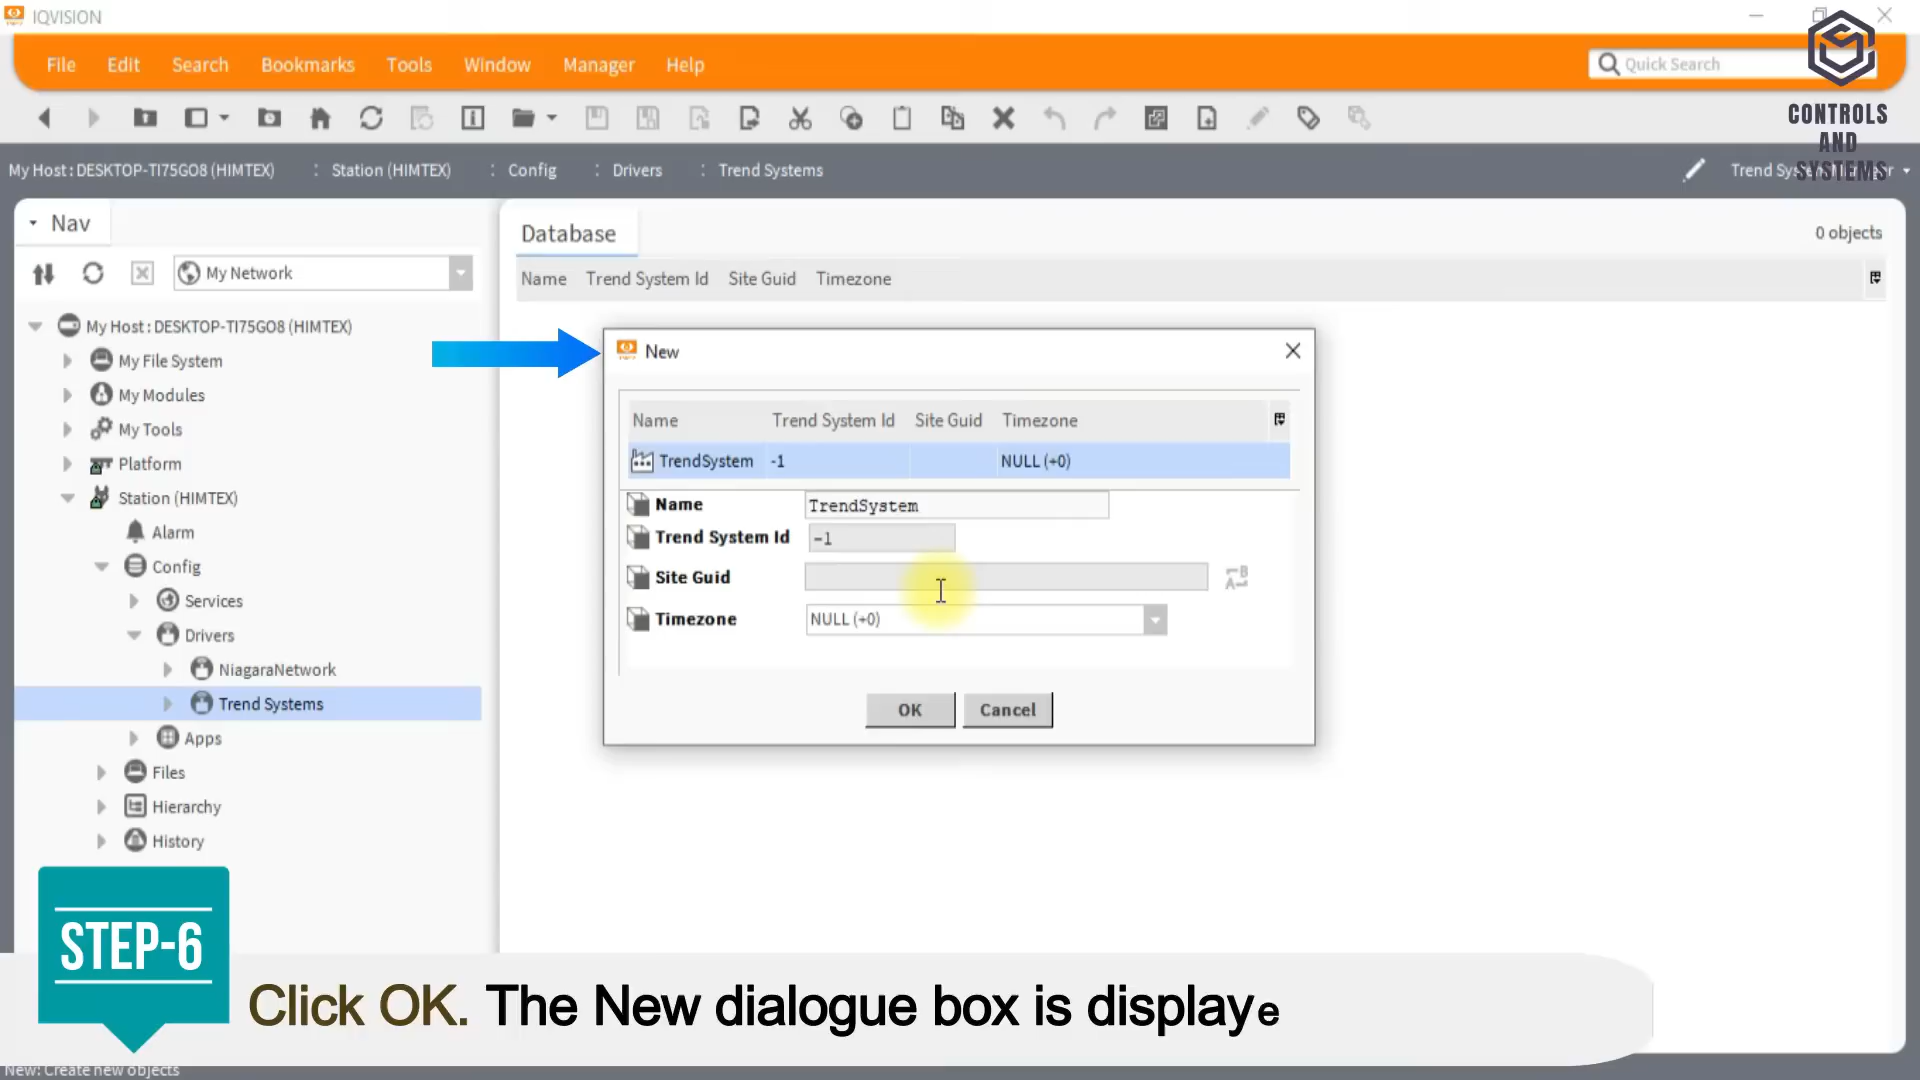 IQVISION
File Edit Search Bookmarks Tools Window Manager Help
Quick Search
CONTROLS
AND
SYSTEMS
My Host : DESKTOP-TI75GO8 (HIMTEX) : Station (HIMTEX) : Config : Drivers : Trend Systems
Trend System Manager
Nav
My Network
My Host : DESKTOP-TI75GO8 (HIMTEX)
My File System
My Modules
My Tools
Platform
Station (HIMTEX)
Alarm
Config
Services
Drivers
NiagaraNetwork
Trend Systems
Apps
Files
Hierarchy
History
Database
0 objects
Name Trend System Id Site Guid Timezone
New
Name Trend System Id Site Guid Timezone
TrendSystem -1 NULL (+0)
Name TrendSystem
Trend System Id -1
Site Guid
Timezone NULL (+0)
OK Cancel
STEP-6
Click OK. The New dialogue box is displaye
New: Create new objects